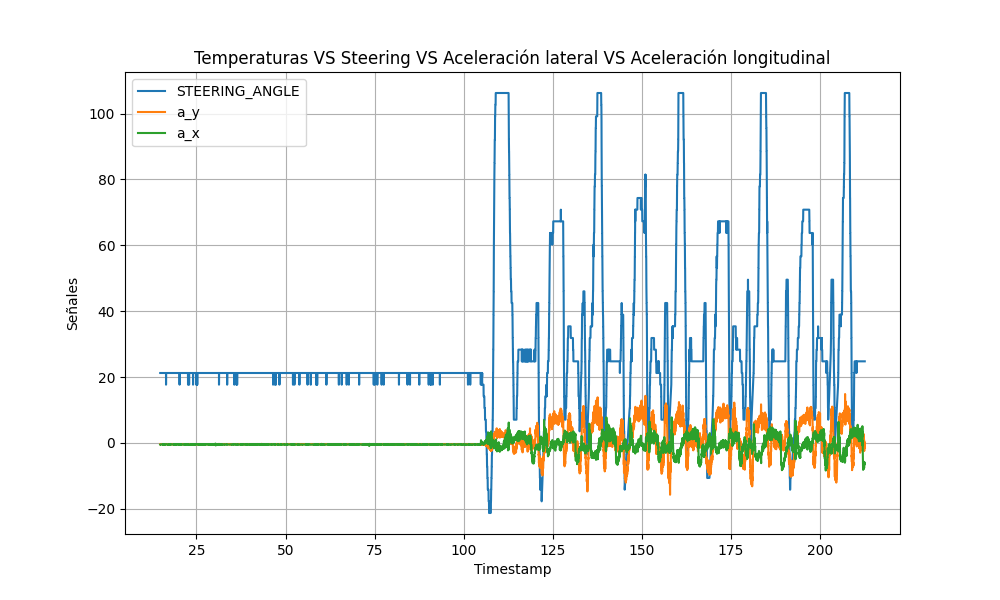 Temperaturas VS Steering VS Aceleración lateral VS Aceleración longitudinal
STEERING_ANGLE
a_y
a_x
100
80
60
40
20
0
−20
Señales
25 50 75 100 125 150 175 200
Timestamp